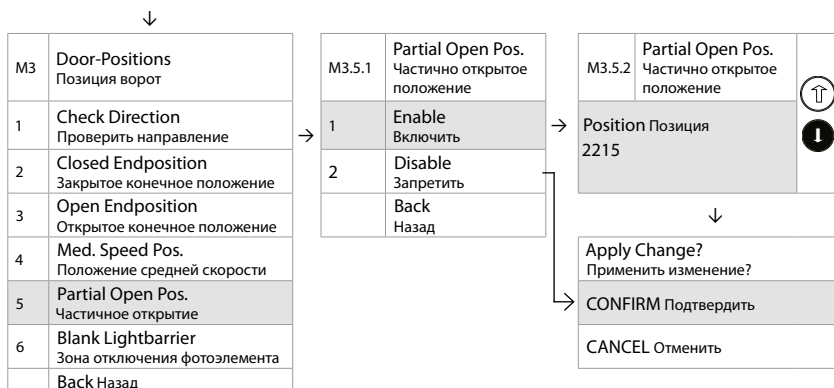 M3
Door-Positions
Позиция ворот
1
Check Direction
Проверить направление
2
Closed Endposition
Закрытое конечное положение
3
Open Endposition
Открытое конечное положение
4
Med. Speed Pos.
Положение средней скорости
5
Partial Open Pos.
Частичное открытие
6
Blank Lightbarrier
Зона отключения фотоэлемента
Back Назад
M3.5.1
Partial Open Pos.
Частично открытое
положение
1
Enable
Включить
2
Disable
Запретить
Back
Назад
M3.5.2
Partial Open Pos.
Частично открытое
положение
Position Позиция
2215
Apply Change?
Применить изменение?
CONFIRM Подтвердить
CANCEL Отменить